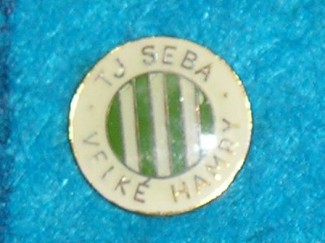 TJ SEBA
VELKÉ HAMRY